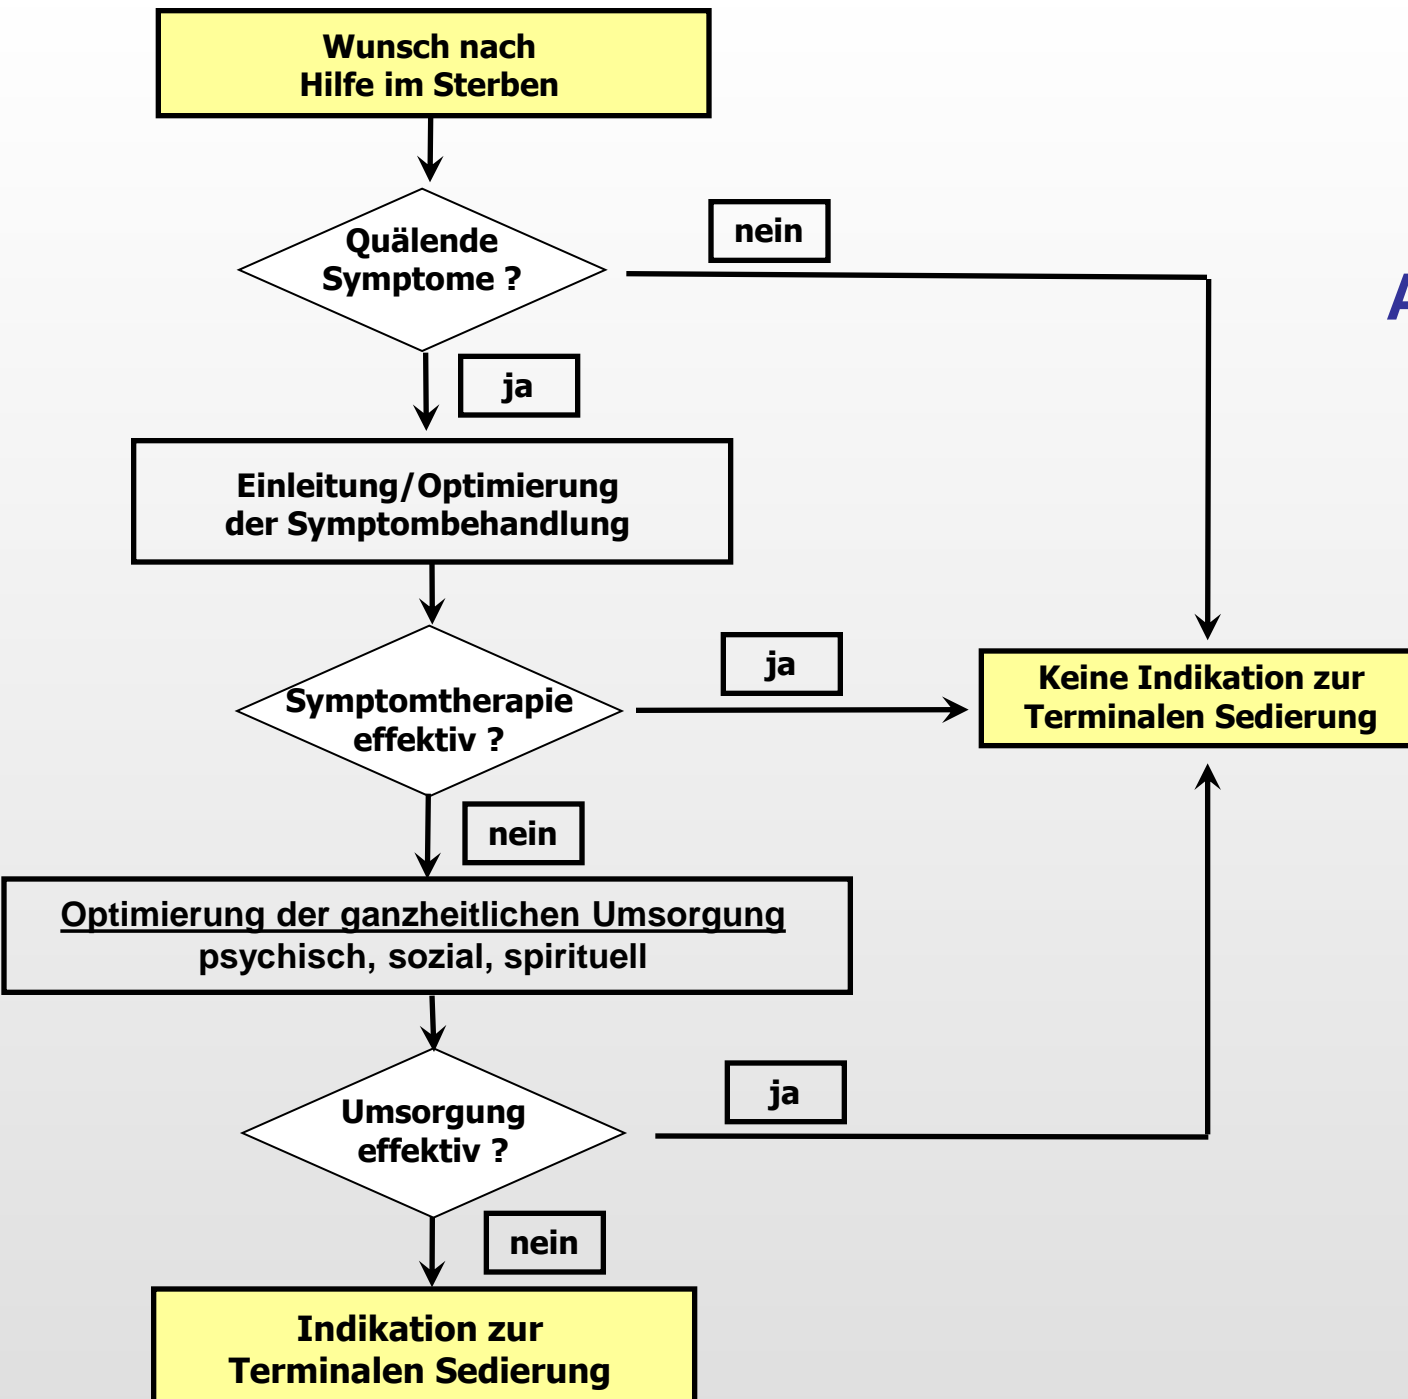 Wunsch nach
Hilfe im Sterben
Quälende
Symptome ?
nein
ja
Einleitung/Optimierung
der Symptombehandlung
Symptomtherapie
effektiv ?
ja
Keine Indikation zur
Terminalen Sedierung
nein
Optimierung der ganzheitlichen Umsorgung
psychisch, sozial, spirituell
Umsorgung
effektiv ?
ja
nein
Indikation zur
Terminalen Sedierung